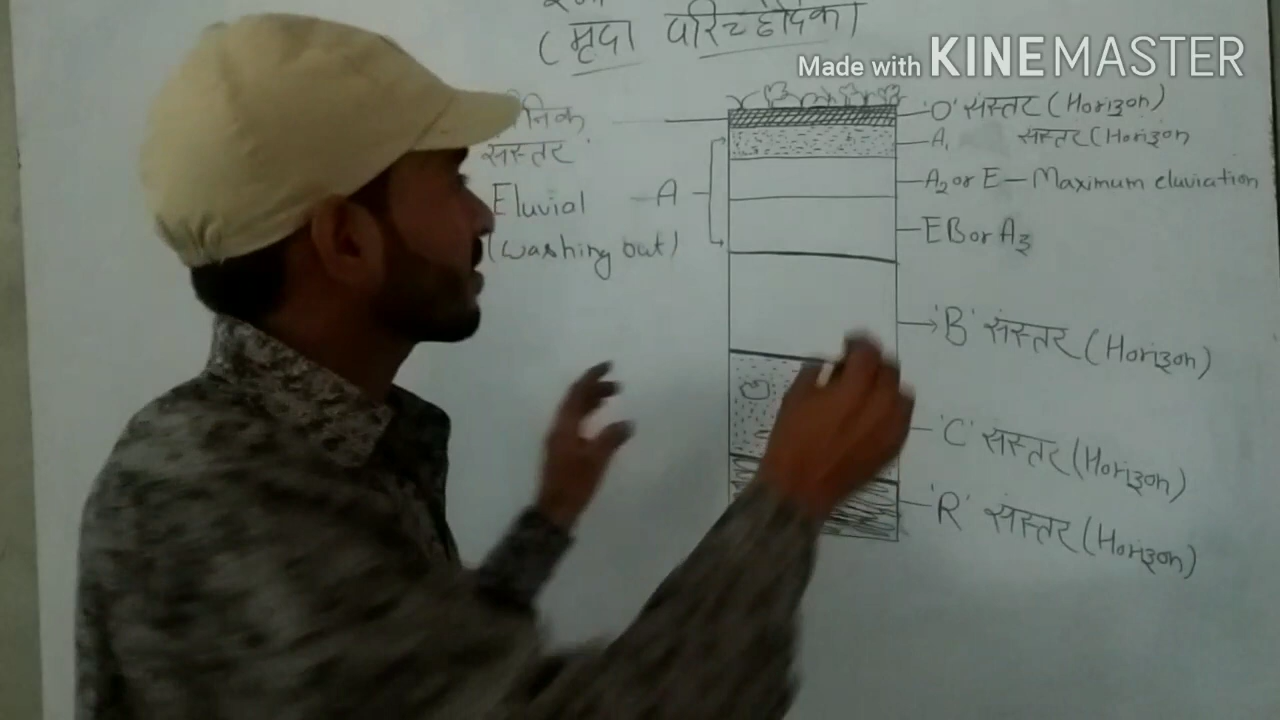 (मृदा परिच्छेदिका)
Made with KINEMASTER
'O' संस्तर (Horizon)
A₁ संस्तर (Horizon
संस्तर
A₂ or E – Maximum eluviation
Eluvial A
EB or A₃
(washing out)
'B' संस्तर (Horizon)
'C' संस्तर (Horizon)
'R' संस्तर (Horizon)